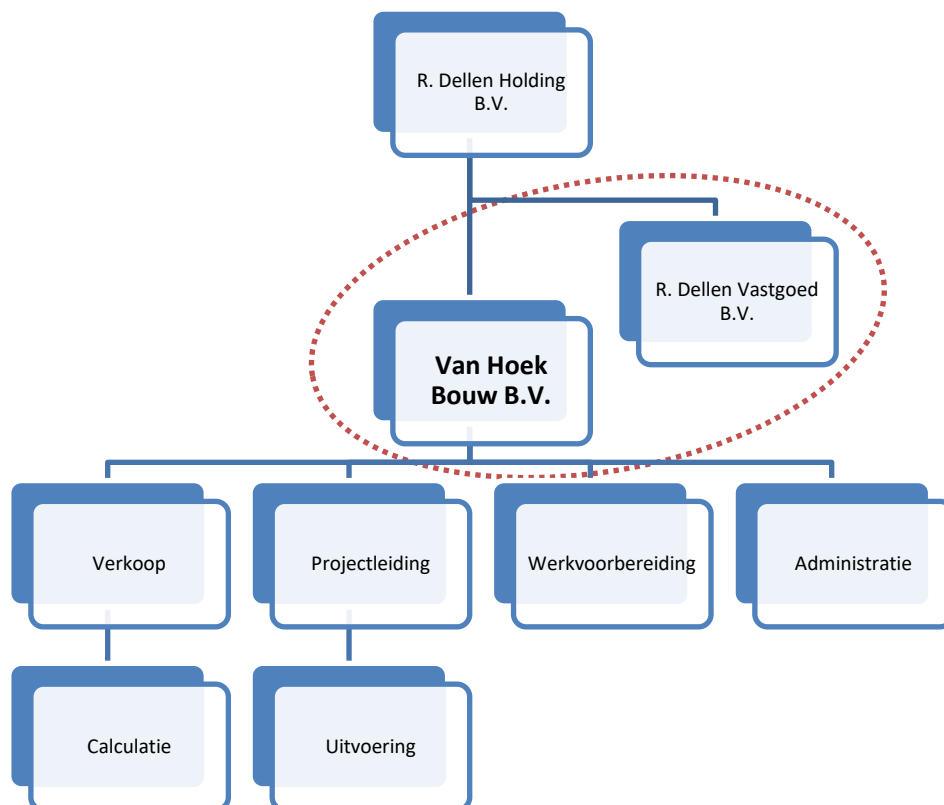 R. Dellen Holding
B.V.
R. Dellen Vastgoed
B.V.
Van Hoek
Bouw B.V.
Verkoop
Projectleiding
Werkvoorbereiding
Administratie
Calculatie
Uitvoering